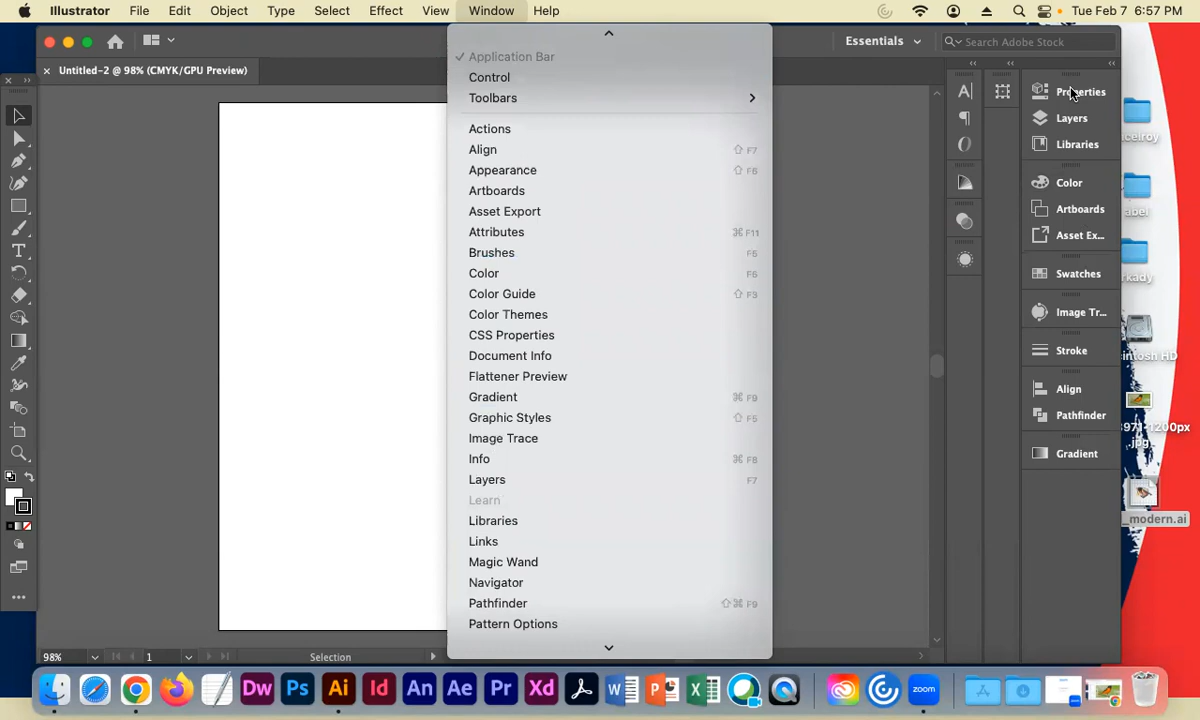 Illustrator File Edit Object Type Select Effect View Window Help Tue Feb 7 6:57 PM
Essentials Search Adobe Stock
× Untitled-2 @ 98% (CMYK/GPU Preview)
✓ Application Bar
Control
Toolbars >
Actions
Align ⇧ F7
Appearance ⇧ F6
Artboards
Asset Export
Attributes ⌘ F11
Brushes F5
Color F6
Color Guide ⇧ F3
Color Themes
CSS Properties
Document Info
Flattener Preview
Gradient ⌘ F9
Graphic Styles ⇧ F5
Image Trace
Info ⌘ F8
Layers F7
Learn
Libraries
Links
Magic Wand
Navigator
Pathfinder ⇧ ⌘ F9
Pattern Options
Properties
Layers
Libraries
Color
Artboards
Asset Ex...
Swatches
Image Tr...
Stroke
Align
Pathfinder
Gradient
celroy
abel
rkady
cintosh HD
3971-1200px
.jpg
_modern.ai
98% 1 Selection
Dw Ps Ai Id An Ae Pr Xd W P X zoom